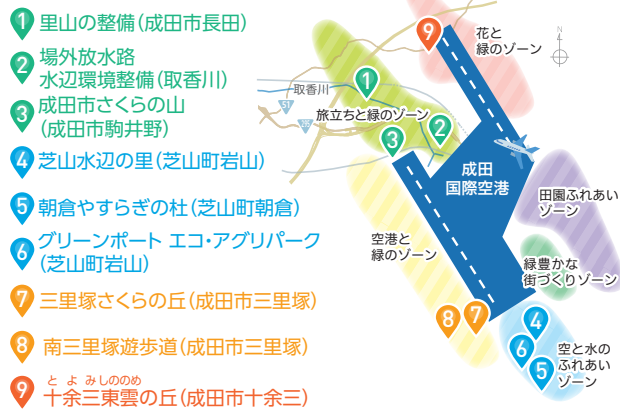 1 里山の整備（成田市長田）
2 場外放水路
水辺環境整備（取香川）
3 成田市さくらの山
（成田市駒井野）
4 芝山水辺の里（芝山町岩山）
5 朝倉やすらぎの杜（芝山町朝倉）
6 グリーンポート エコ・アグリパーク
（芝山町岩山）
7 三里塚さくらの丘（成田市三里塚）
8 南三里塚遊歩道（成田市三里塚）
とよみしののめ
9 十余三東雲の丘（成田市十余三）
9
花と
緑のゾーン
N
取香川
1
51
295
旅立ちと緑のゾーン
2
3
成田
国際空港
田園ふれあい
ゾーン
空港と
緑のゾーン
緑豊かな
街づくりゾーン
8
7
4
6
5
空と水の
ふれあい
ゾーン